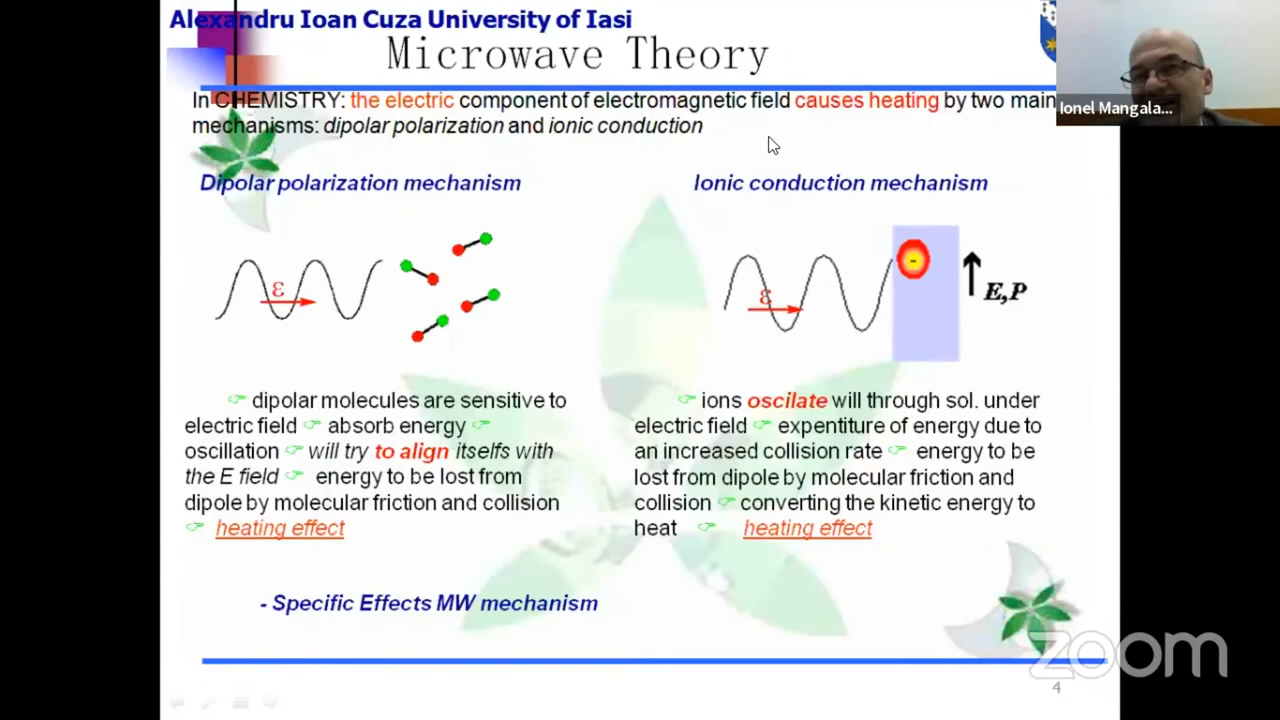 Alexandru Ioan Cuza University of Iasi
Microwave Theory
Ionel Mangala...
In CHEMISTRY: the electric component of electromagnetic field causes heating by two main
mechanisms: dipolar polarization and ionic conduction
Dipolar polarization mechanism
ε
dipolar molecules are sensitive to
electric field absorb energy
oscillation will try to align itselfs with
the E field energy to be lost from
dipole by molecular friction and collision
heating effect
Ionic conduction mechanism
ε
-
E,P
ions oscilate will through sol. under
electric field expentiture of energy due to
an increased collision rate energy to be
lost from dipole by molecular friction and
collision converting the kinetic energy to
heat heating effect
- Specific Effects MW mechanism
zoom
4